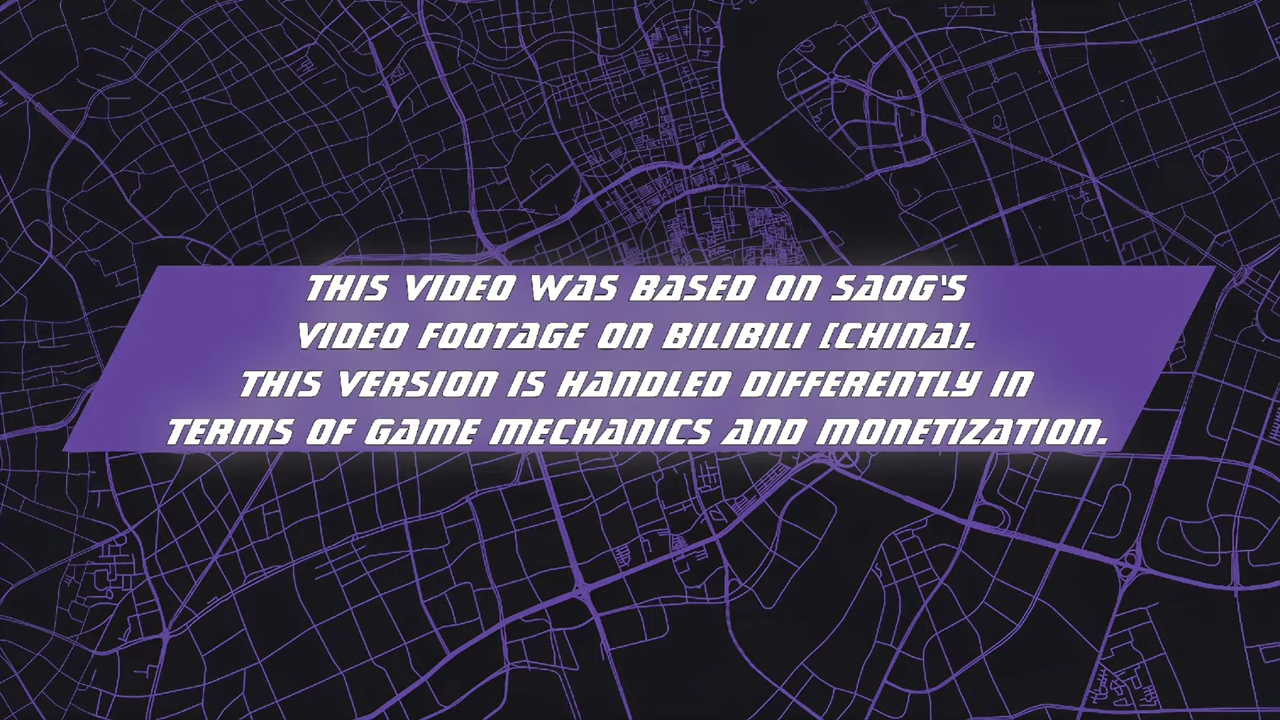 THIS VIDEO WAS BASED ON SAOG'S
VIDEO FOOTAGE ON BILIBILI [CHINA].
THIS VERSION IS HANDLED DIFFERENTLY IN
TERMS OF GAME MECHANICS AND MONETIZATION.